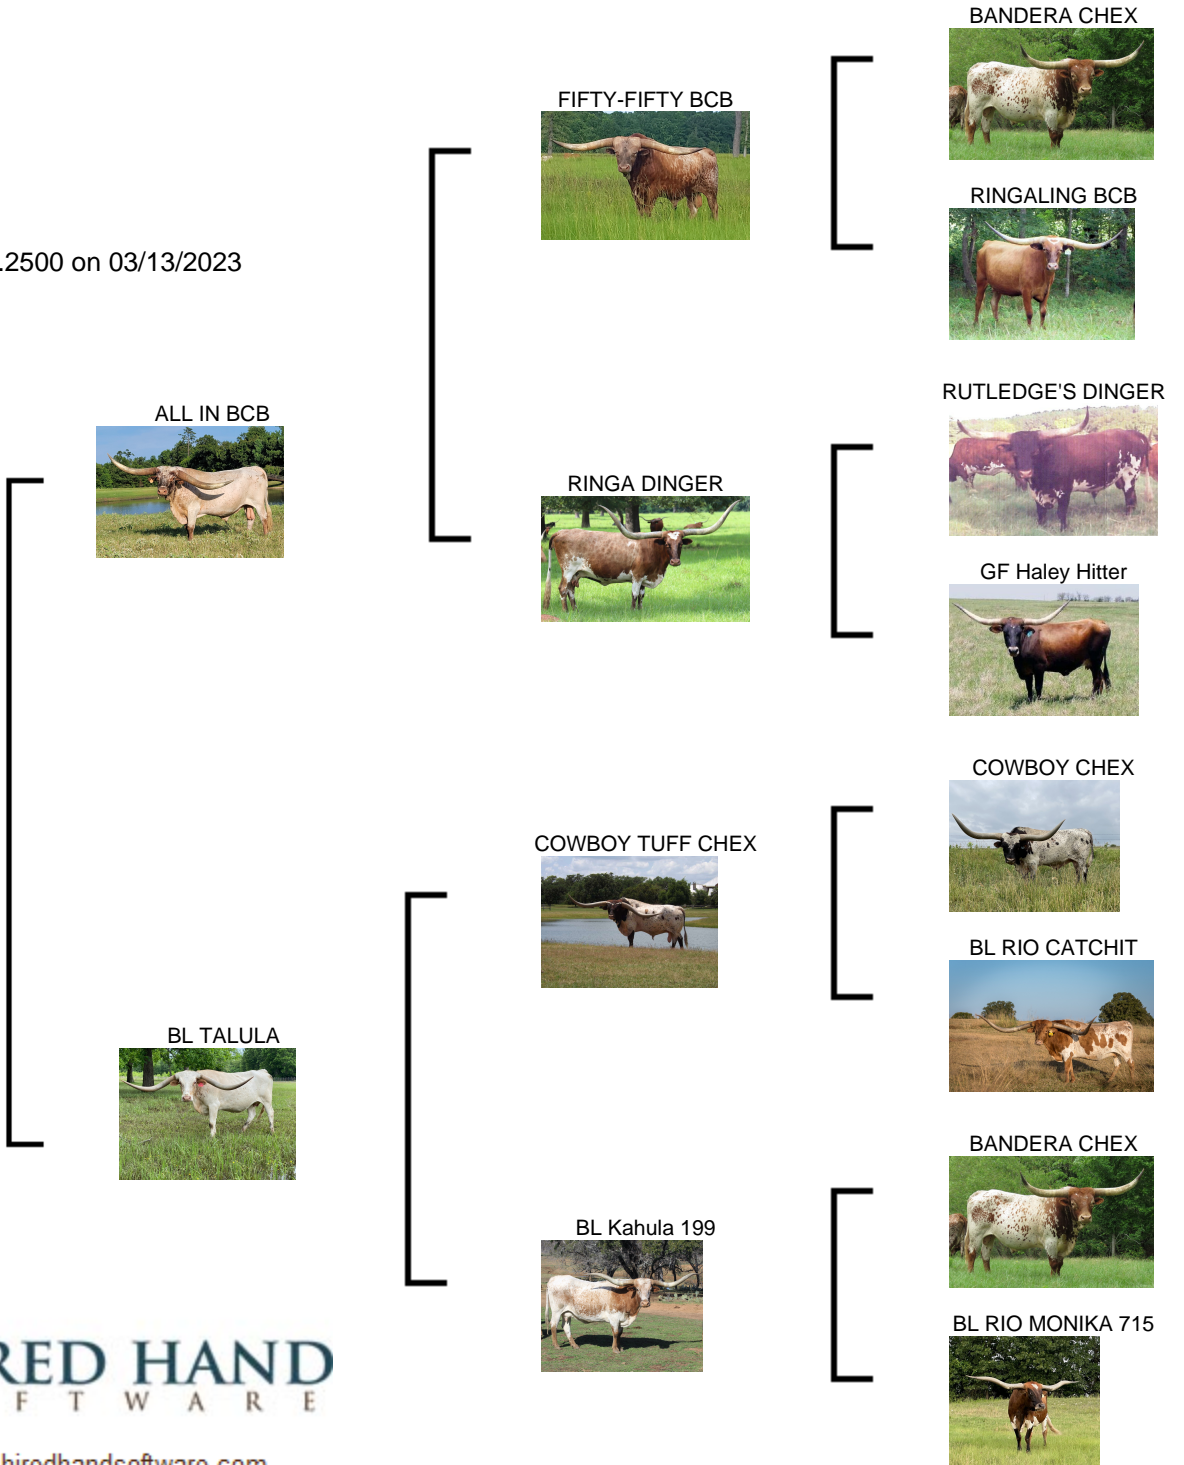 BANDERA CHEX
FIFTY-FIFTY BCB
RINGALING BCB
.2500 on 03/13/2023
RUTLEDGE'S DINGER
ALL IN BCB
RINGA DINGER
GF Haley Hitter
COWBOY CHEX
COWBOY TUFF CHEX
BL RIO CATCHIT
BL TALULA
BANDERA CHEX
BL Kahula 199
BL RIO MONIKA 715
RED HAND
F T W A R E
hiredhandsoftware.com